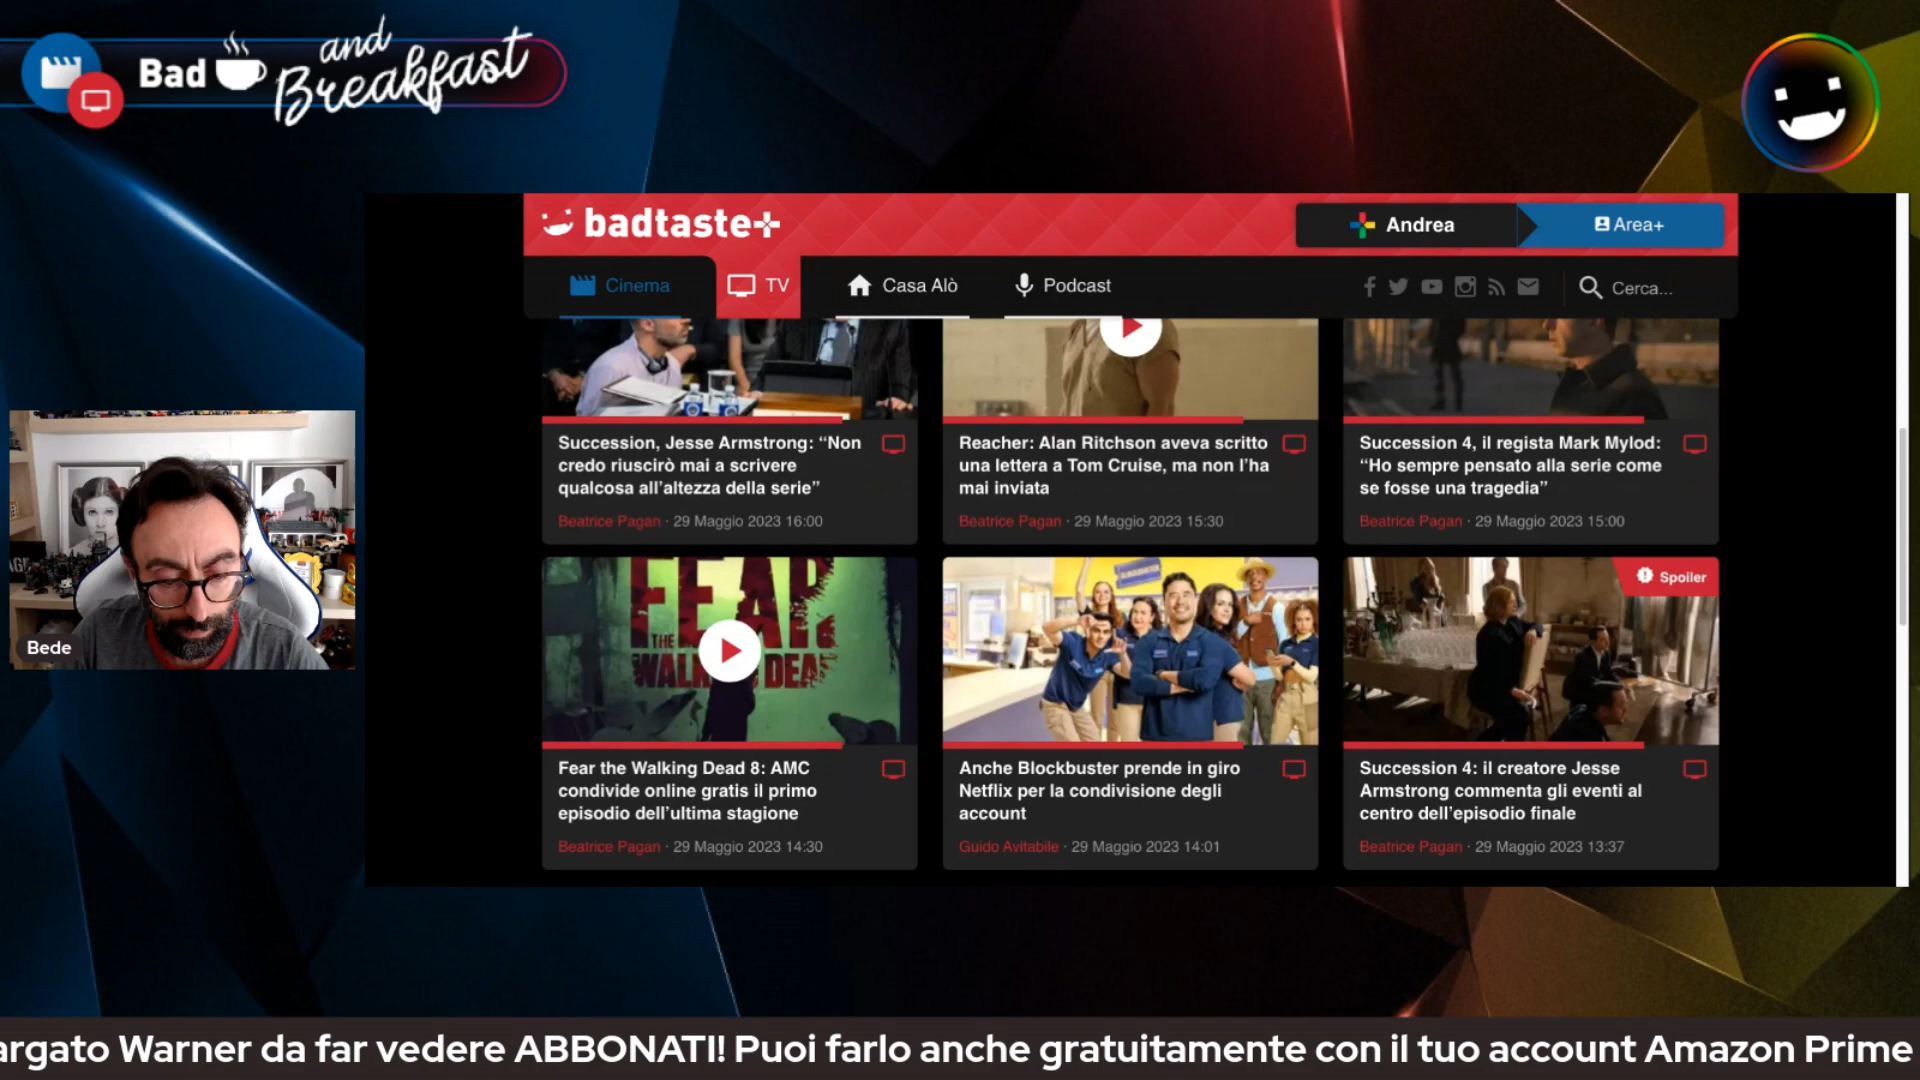 Bad and Breakfast
badtaste+
Andrea
Area+
Cinema
TV
Casa Alò
Podcast
Cerca...
Succession, Jesse Armstrong: “Non
credo riuscirò mai a scrivere
qualcosa all’altezza della serie”
Beatrice Pagan · 29 Maggio 2023 16:00
Reacher: Alan Ritchson aveva scritto
una lettera a Tom Cruise, ma non l’ha
mai inviata
Beatrice Pagan · 29 Maggio 2023 15:30
Succession 4, il regista Mark Mylod:
“Ho sempre pensato alla serie come
se fosse una tragedia”
Beatrice Pagan · 29 Maggio 2023 15:00
Bede
FEAR
THE
WALK DEAD
Fear the Walking Dead 8: AMC
condivide online gratis il primo
episodio dell’ultima stagione
Beatrice Pagan · 29 Maggio 2023 14:30
BLOCKBUSTER
Anche Blockbuster prende in giro
Netflix per la condivisione degli
account
Guido Avitabile · 29 Maggio 2023 14:01
Spoiler
Succession 4: il creatore Jesse
Armstrong commenta gli eventi al
centro dell’episodio finale
Beatrice Pagan · 29 Maggio 2023 13:37
argato Warner da far vedere ABBONATI! Puoi farlo anche gratuitamente con il tuo account Amazon Prime